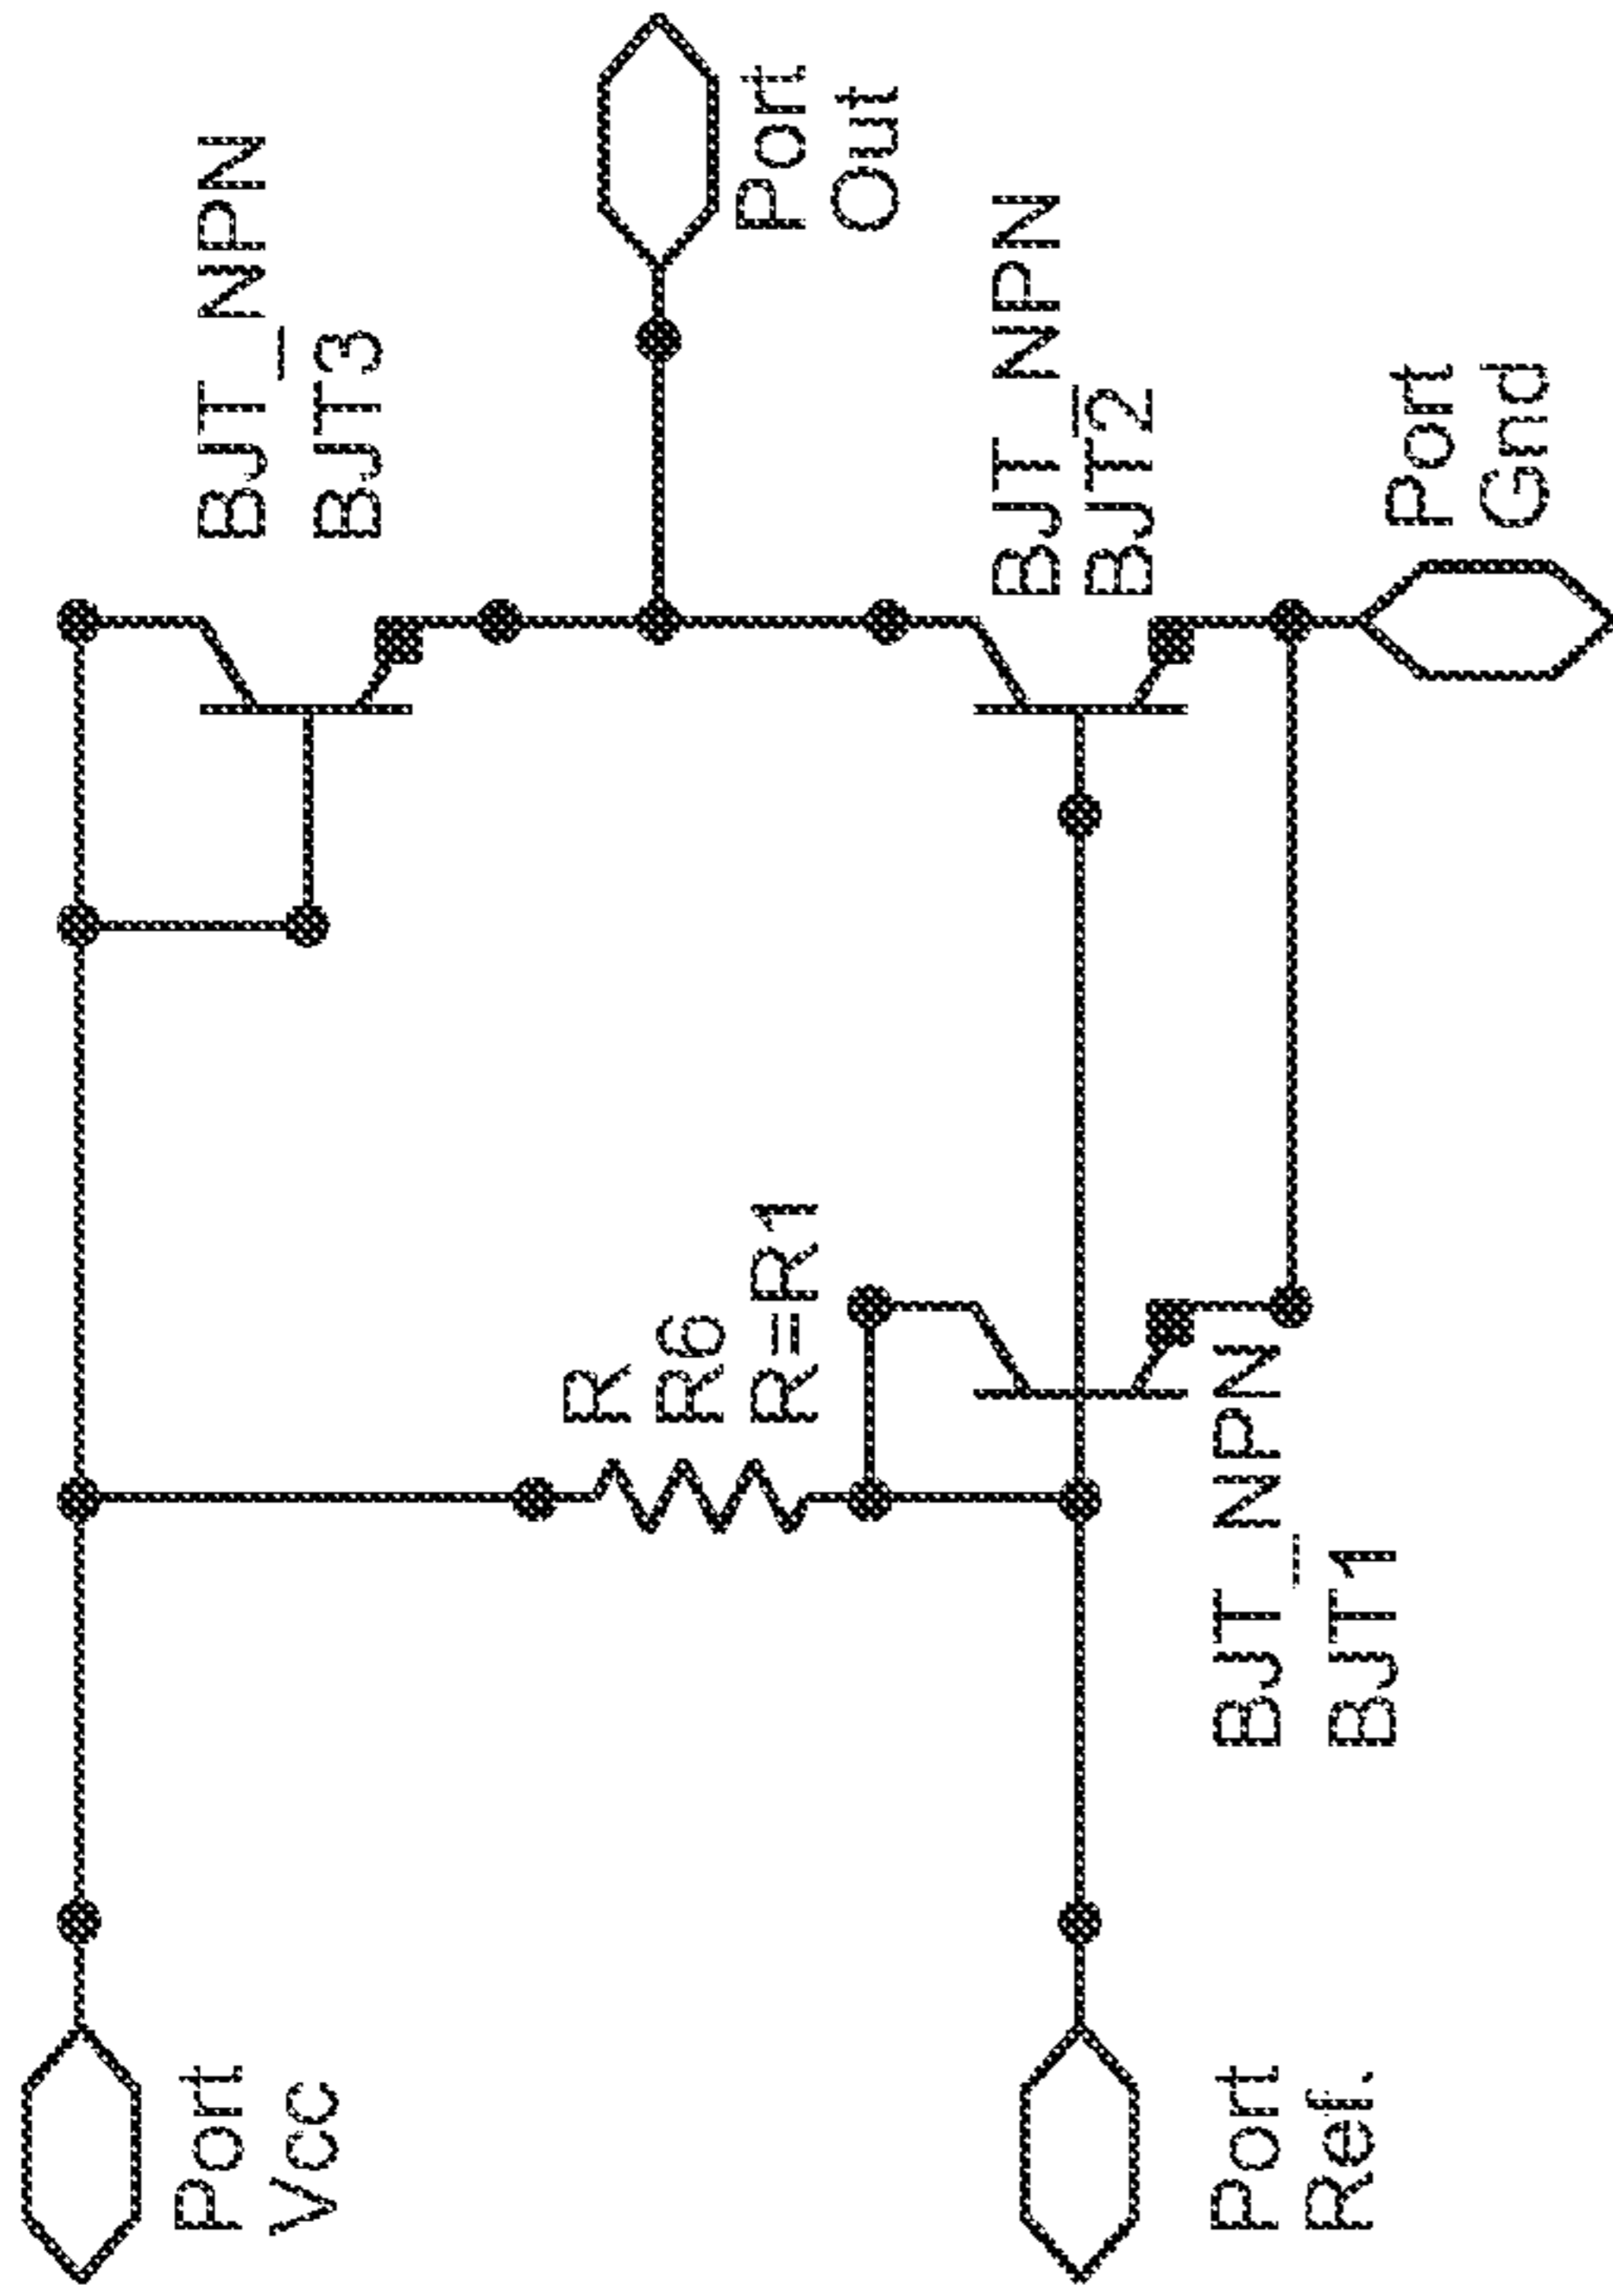 BJT_NPN
BJT3
Port
Out
BJT_NPN
BJT2
Port
Gnd
R
R6
R=R1
BJT_NPN
BJT1
Port
Vcc
Port
Ref.